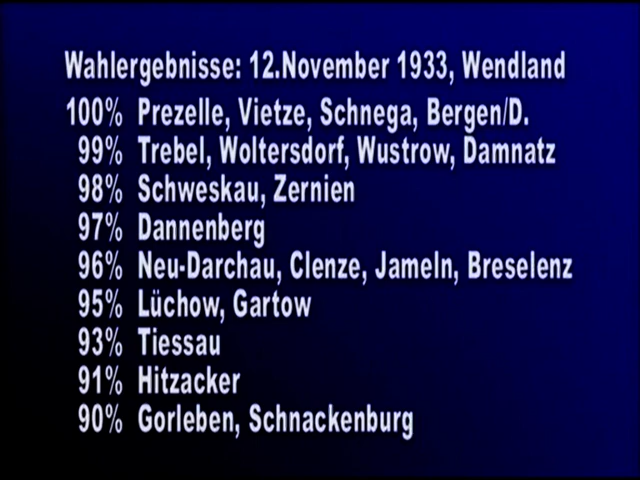 Wahlergebnisse: 12.November 1933, Wendland
100% Prezelle, Vietze, Schnega, Bergen/D.
99% Trebel, Woltersdorf, Wustrow, Damnatz
98% Schweskau, Zernien
97% Dannenberg
96% Neu-Darchau, Clenze, Jameln, Breselenz
95% Lüchow, Gartow
93% Tiessau
91% Hitzacker
90% Gorleben, Schnackenburg